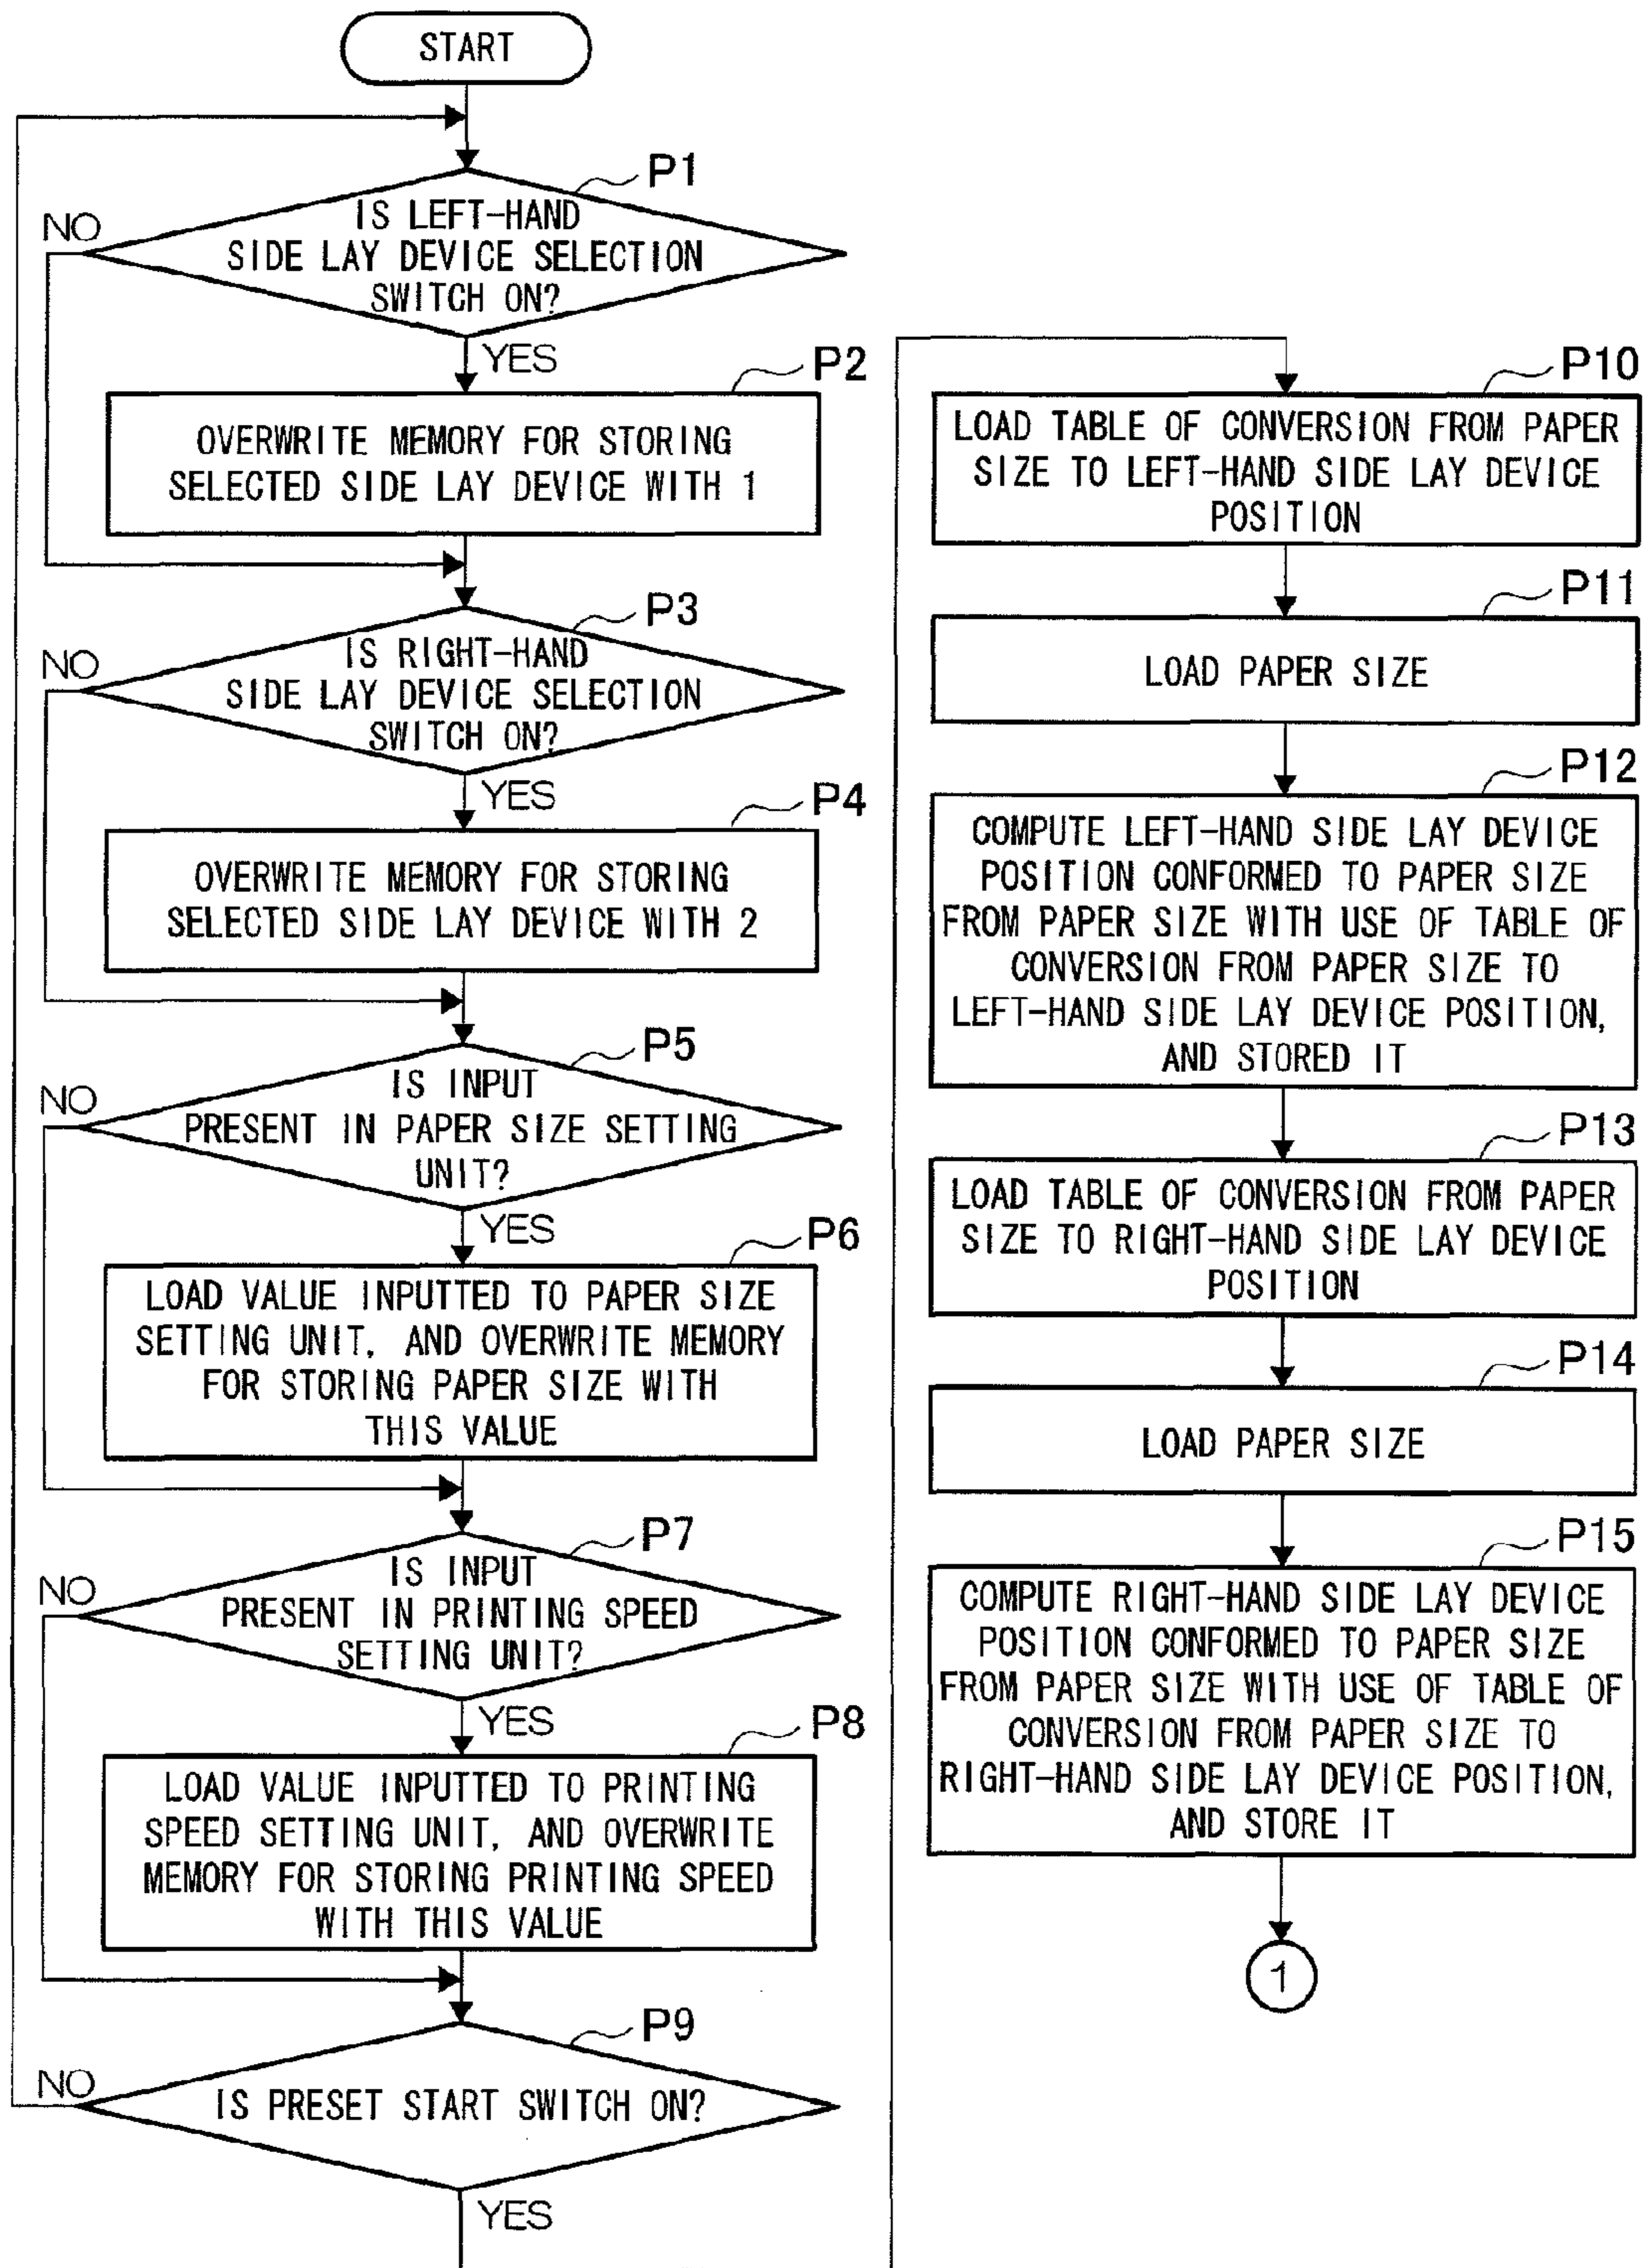 START
P1
IS LEFT-HAND
SIDE LAY DEVICE SELECTION
SWITCH ON?
NO
YES
P2
OVERWRITE MEMORY FOR STORING
SELECTED SIDE LAY DEVICE WITH 1
P3
IS RIGHT-HAND
SIDE LAY DEVICE SELECTION
SWITCH ON?
NO
YES
P4
OVERWRITE MEMORY FOR STORING
SELECTED SIDE LAY DEVICE WITH 2
P5
IS INPUT
PRESENT IN PAPER SIZE SETTING
UNIT?
NO
YES
P6
LOAD VALUE INPUTTED TO PAPER SIZE
SETTING UNIT, AND OVERWRITE MEMORY
FOR STORING PAPER SIZE WITH
THIS VALUE
P7
IS INPUT
PRESENT IN PRINTING SPEED
SETTING UNIT?
NO
YES
P8
LOAD VALUE INPUTTED TO PRINTING
SPEED SETTING UNIT, AND OVERWRITE
MEMORY FOR STORING PRINTING SPEED
WITH THIS VALUE
P9
IS PRESET START SWITCH ON?
NO
YES
P10
LOAD TABLE OF CONVERSION FROM PAPER
SIZE TO LEFT-HAND SIDE LAY DEVICE
POSITION
P11
LOAD PAPER SIZE
P12
COMPUTE LEFT-HAND SIDE LAY DEVICE
POSITION CONFORMED TO PAPER SIZE
FROM PAPER SIZE WITH USE OF TABLE OF
CONVERSION FROM PAPER SIZE TO
LEFT-HAND SIDE LAY DEVICE POSITION,
AND STORED IT
P13
LOAD TABLE OF CONVERSION FROM PAPER
SIZE TO RIGHT-HAND SIDE LAY DEVICE
POSITION
P14
LOAD PAPER SIZE
P15
COMPUTE RIGHT-HAND SIDE LAY DEVICE
POSITION CONFORMED TO PAPER SIZE
FROM PAPER SIZE WITH USE OF TABLE OF
CONVERSION FROM PAPER SIZE TO
RIGHT-HAND SIDE LAY DEVICE POSITION,
AND STORE IT
1